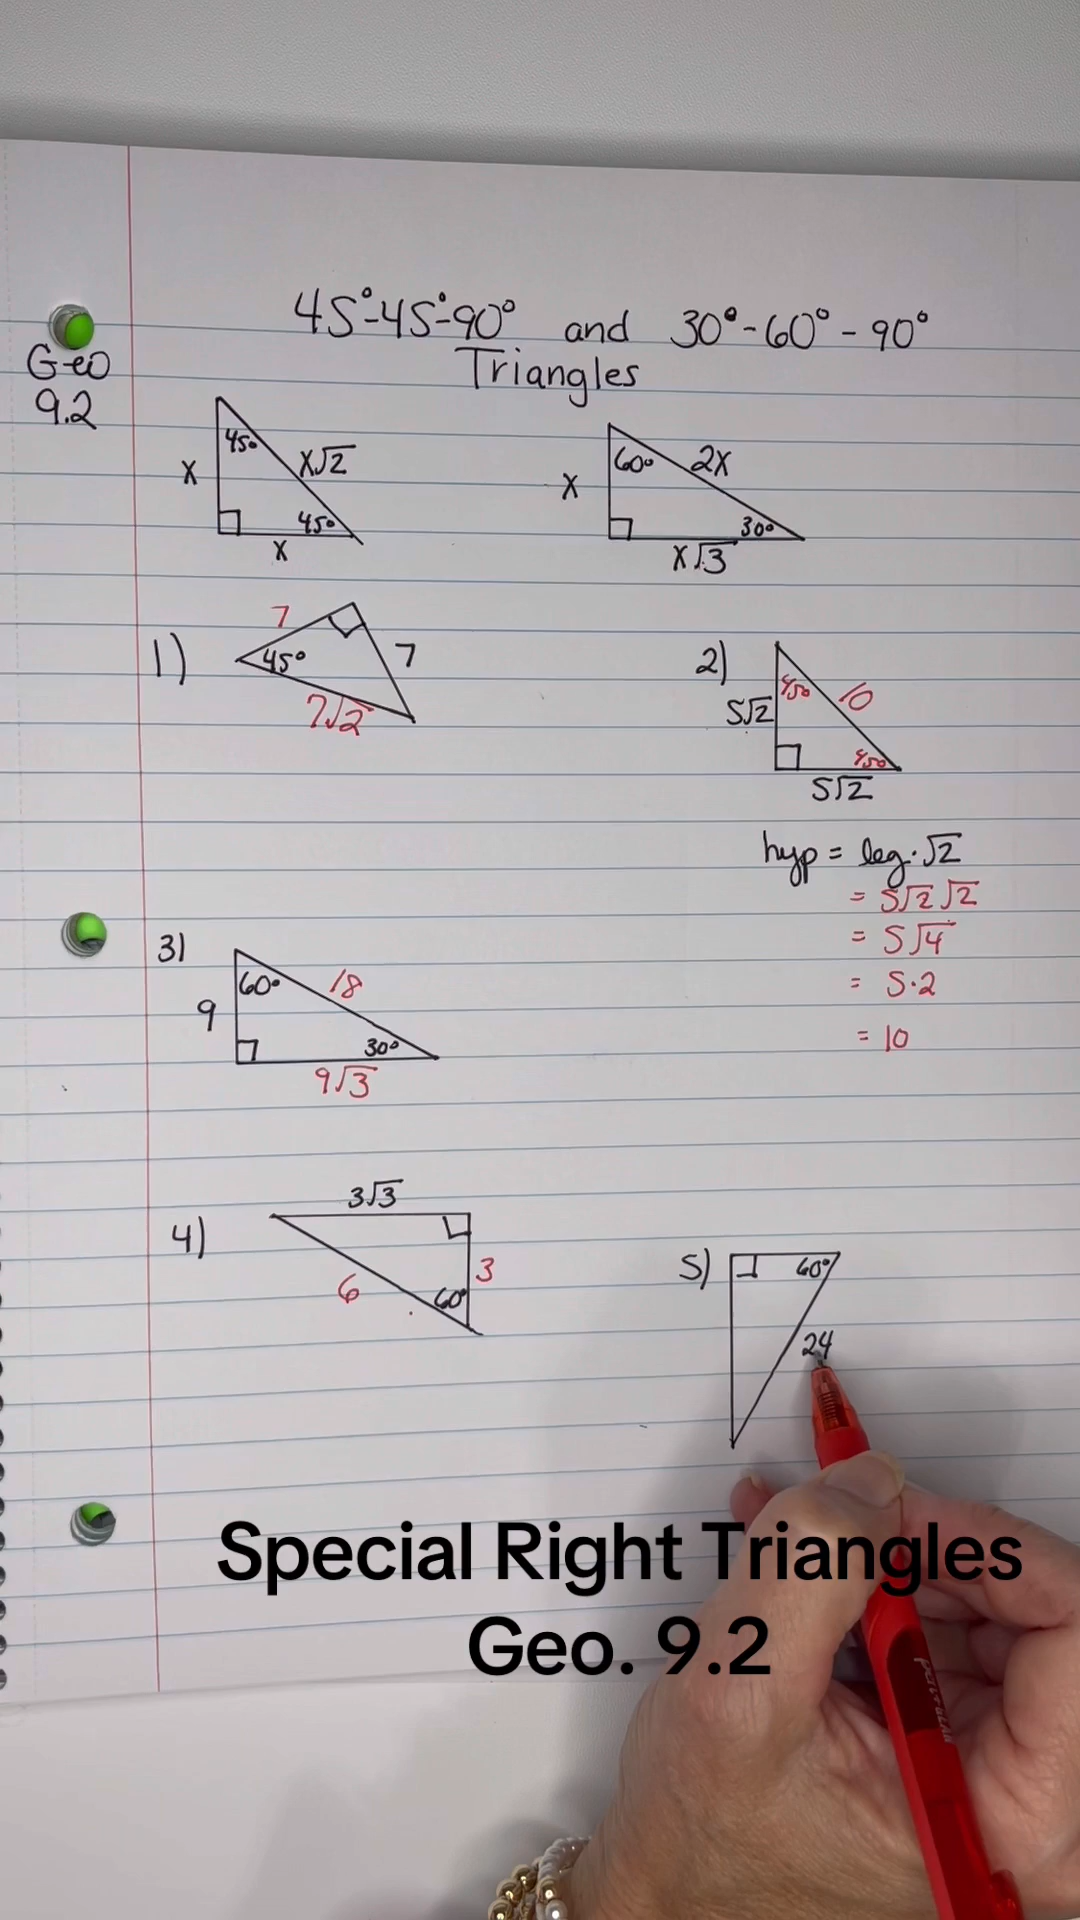 45°-45°-90° and 30°-60°-90°
Triangles
Geo
9.2
45°
x
x√2
45°
x
60°
2x
x
30°
x√3
1)
7
45°
7
7√2
2)
45°
10
5√2
45°
5√2
hyp = leg·√2
= 5√2 √2
= 5√4
= 5·2
= 10
3)
60°
18
9
30°
9√3
4)
3√3
3
6
60°
5)
60°
24
Special Right Triangles
Geo. 9.2